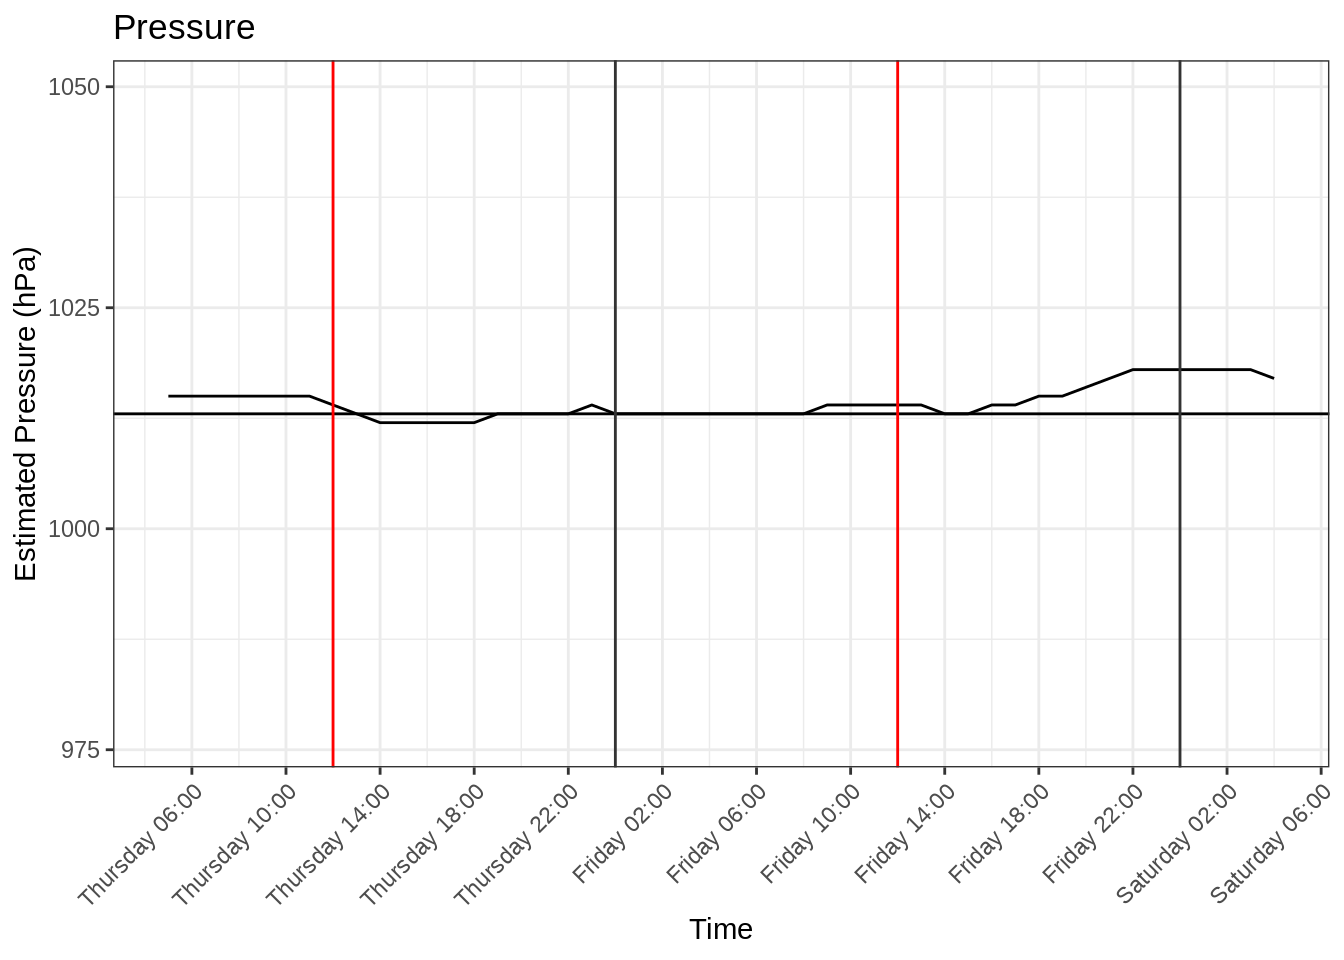 Pressure
Estimated Pressure (hPa)
1050
1025
1000
975
Thursday 06:00
Thursday 10:00
Thursday 14:00
Thursday 18:00
Thursday 22:00
Friday 02:00
Friday 06:00
Friday 10:00
Friday 14:00
Friday 18:00
Friday 22:00
Saturday 02:00
Saturday 06:00
Time